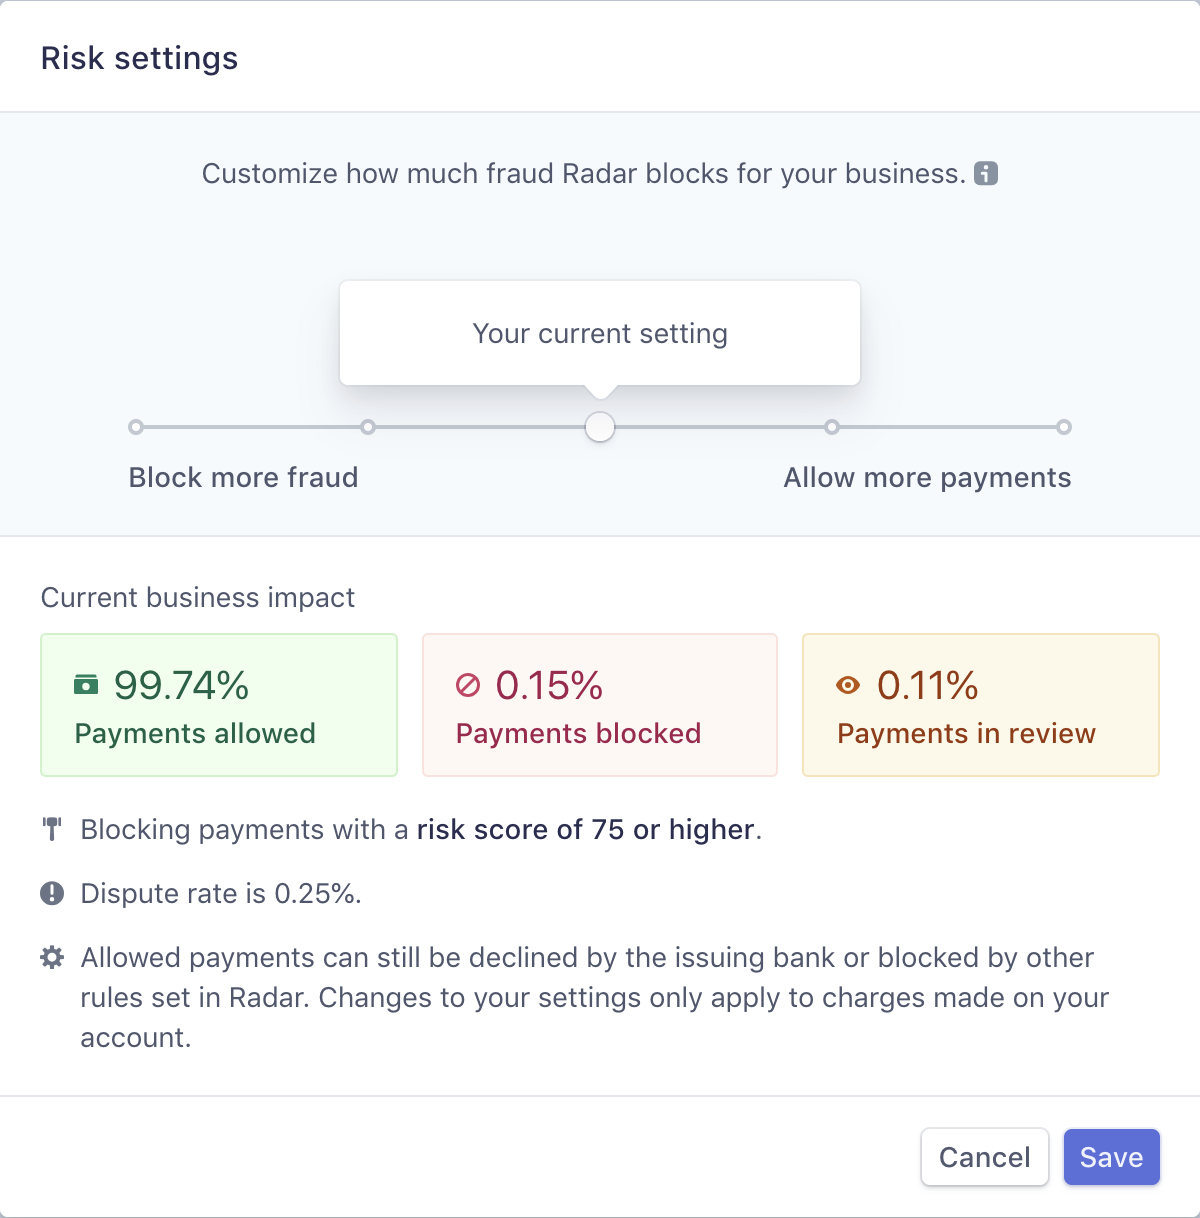 Risk settings
Customize how much fraud Radar blocks for your business.
Your current setting
Block more fraud
Allow more payments
Current business impact
99.74%
Payments allowed
0.15%
Payments blocked
0.11%
Payments in review
Blocking payments with a risk score of 75 or higher.
Dispute rate is 0.25%.
Allowed payments can still be declined by the issuing bank or blocked by other
rules set in Radar. Changes to your settings only apply to charges made on your
account.
Cancel
Save